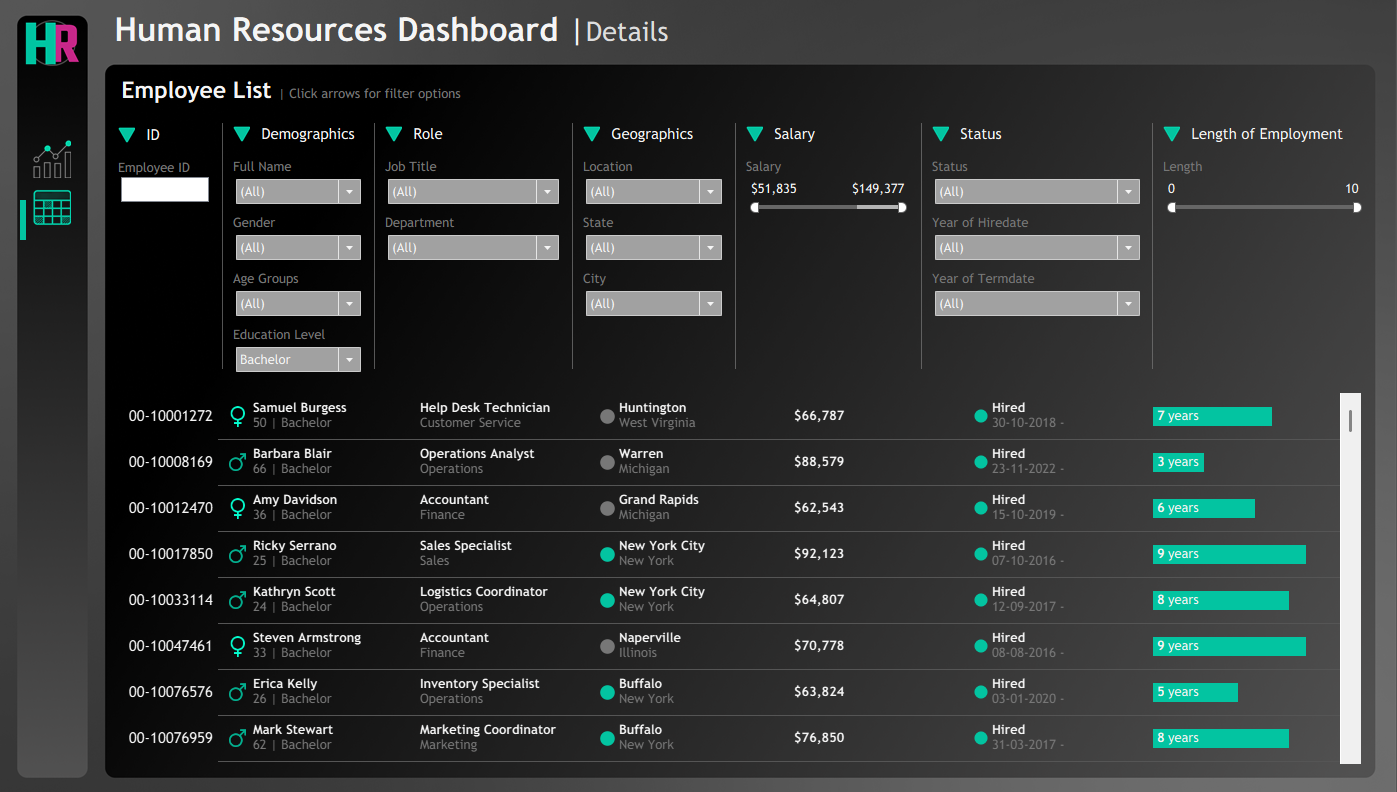 HR
Human Resources Dashboard | Details
Employee List | Click arrows for filter options
ID
Employee ID
Demographics
Full Name
(All)
Gender
(All)
Age Groups
(All)
Education Level
Bachelor
Role
Job Title
(All)
Department
(All)
Geographics
Location
(All)
State
(All)
City
(All)
Salary
Salary
$51,835 $149,377
Status
Status
(All)
Year of Hiredate
(All)
Year of Termdate
(All)
Length of Employment
Length
0 10
00-10001272 Samuel Burgess Help Desk Technician Huntington $66,787 Hired 7 years
50 | Bachelor Customer Service West Virginia 30-10-2018 -
00-10008169 Barbara Blair Operations Analyst Warren $88,579 Hired 3 years
66 | Bachelor Operations Michigan 23-11-2022 -
00-10012470 Amy Davidson Accountant Grand Rapids $62,543 Hired 6 years
36 | Bachelor Finance Michigan 15-10-2019 -
00-10017850 Ricky Serrano Sales Specialist New York City $92,123 Hired 9 years
25 | Bachelor Sales New York 07-10-2016 -
00-10033114 Kathryn Scott Logistics Coordinator New York City $64,807 Hired 8 years
24 | Bachelor Operations New York 12-09-2017 -
00-10047461 Steven Armstrong Accountant Naperville $70,778 Hired 9 years
33 | Bachelor Finance Illinois 08-08-2016 -
00-10076576 Erica Kelly Inventory Specialist Buffalo $63,824 Hired 5 years
26 | Bachelor Operations New York 03-01-2020 -
00-10076959 Mark Stewart Marketing Coordinator Buffalo $76,850 Hired 8 years
62 | Bachelor Marketing New York 31-03-2017 -